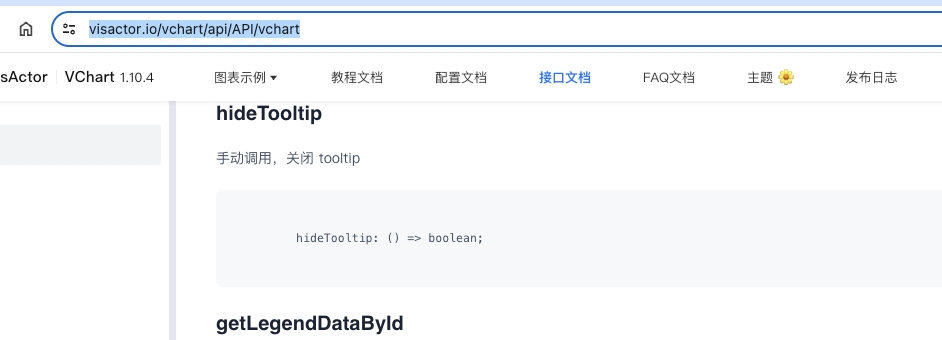 visactor.io/vchart/api/API/vchart
sActor VChart 1.10.4 图表示例 教程文档 配置文档 接口文档 FAQ文档 主题 发布日志
hideTooltip
手动调用，关闭 tooltip
hideTooltip: () => boolean;
getLegendDataById